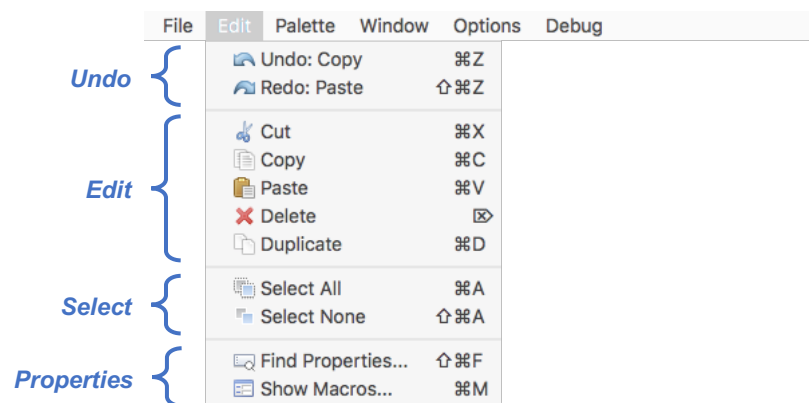 File Edit Palette Window Options Debug
Undo
Undo: Copy ⌘Z
Redo: Paste ⇧⌘Z
Edit
Cut ⌘X
Copy ⌘C
Paste ⌘V
Delete ⌦
Duplicate ⌘D
Select
Select All ⌘A
Select None ⇧⌘A
Properties
Find Properties... ⇧⌘F
Show Macros... ⌘M